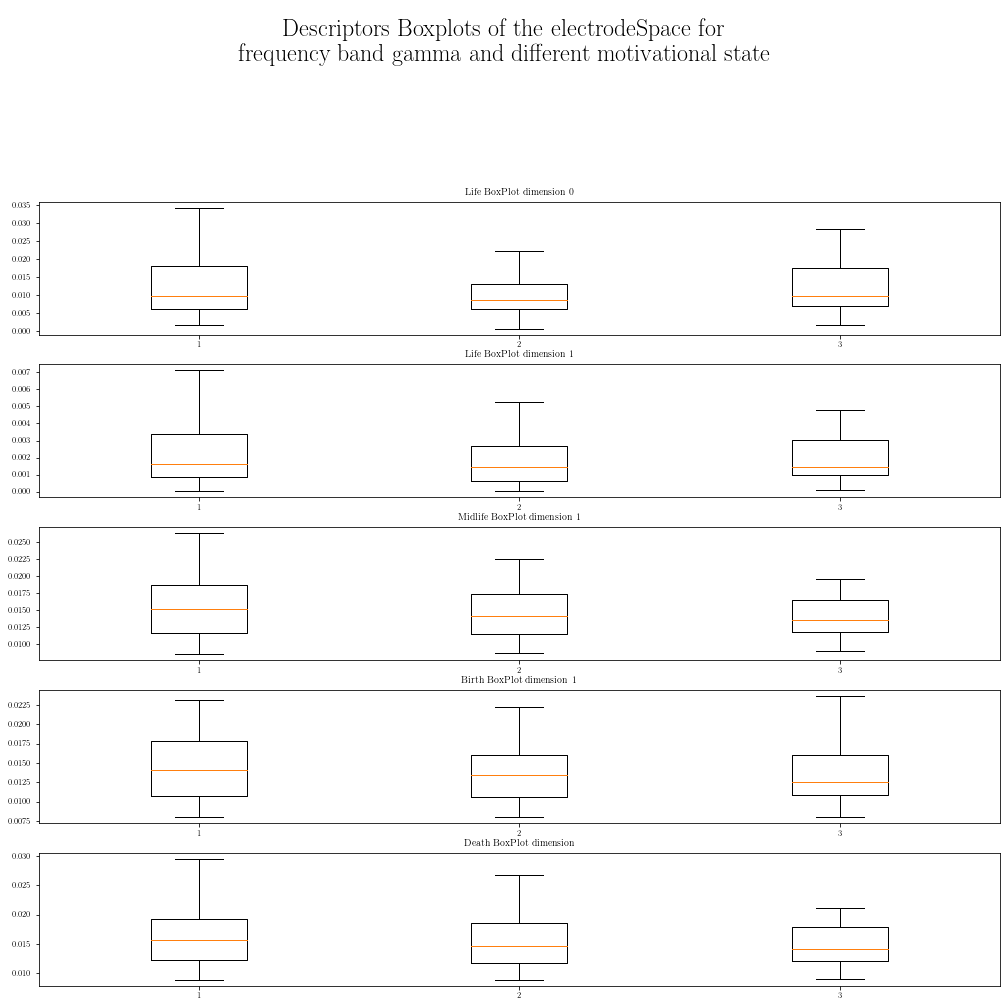 Descriptors Boxplots of the electrodeSpace for
frequency band gamma and different motivational state
Life BoxPlot dimension 0
0.035
0.030
0.025
0.020
0.015
0.010
0.005
0.000
1 2 3
Life BoxPlot dimension 1
0.007
0.006
0.005
0.004
0.003
0.002
0.001
0.000
1 2 3
Midlife BoxPlot dimension 1
0.0250
0.0225
0.0200
0.0175
0.0150
0.0125
0.0100
1 2 3
Birth BoxPlot dimension 1
0.0225
0.0200
0.0175
0.0150
0.0125
0.0100
0.0075
1 2 3
Death BoxPlot dimension
0.030
0.025
0.020
0.015
0.010
1 2 3